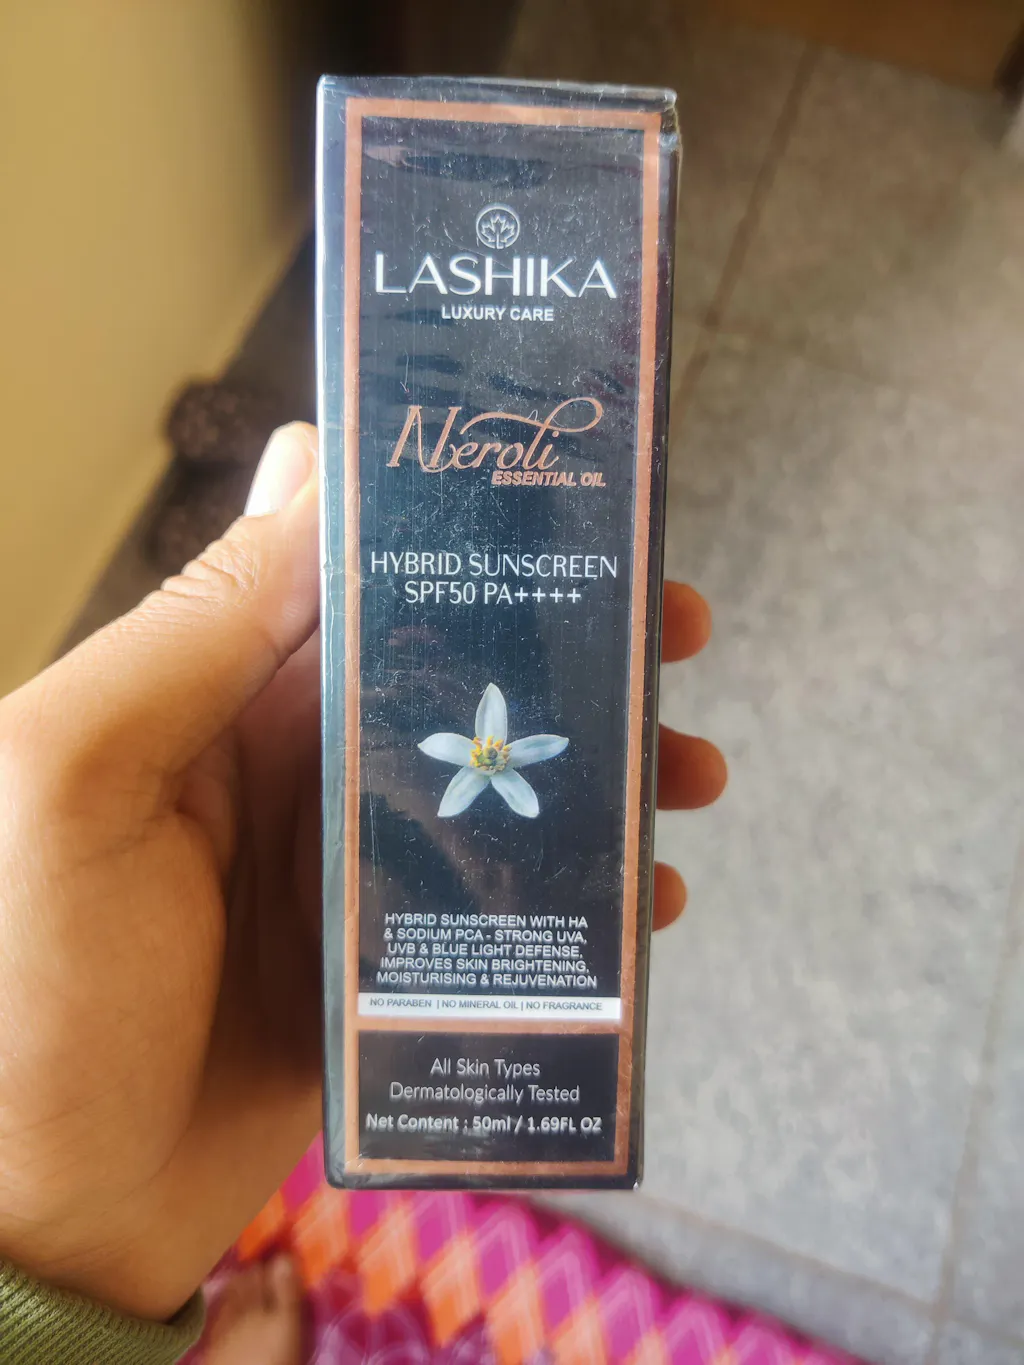 LASHIKA
LUXURY CARE
Neroli
ESSENTIAL OIL
HYBRID SUNSCREEN
SPF50 PA++++
HYBRID SUNSCREEN WITH HA
& SODIUM PCA - STRONG UVA,
UVB & BLUE LIGHT DEFENSE,
IMPROVES SKIN BRIGHTENING,
MOISTURISING & REJUVENATION
NO PARABEN | NO MINERAL OIL | NO FRAGRANCE
All Skin Types
Dermatologically Tested
Net Content : 50ml / 1.69FL OZ